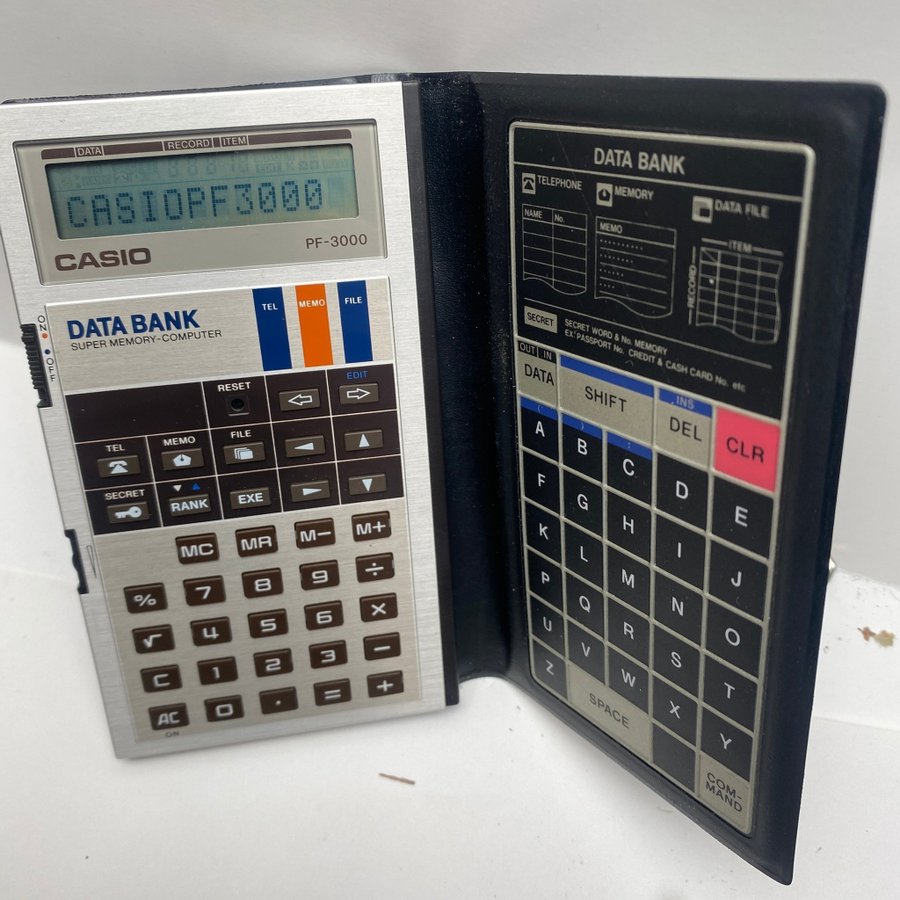 DATA RECORD ITEM
CASIOPF3000
CASIO PF-3000
DATA BANK
SUPER MEMORY-COMPUTER
TEL MEMO FILE
ON
OFF
RESET EDIT
TEL MEMO FILE
SECRET RANK EXE
MC MR M− M+
% 7 8 9 ÷
√ 4 5 6 ×
C 1 2 3 −
AC 0 . = +
ON
DATA BANK
TELEPHONE MEMORY DATA FILE
NAME No. MEMO ITEM
RECORD
SECRET SECRET WORD & No. MEMORY
EX. PASSPORT No. CREDIT & CASH CARD No. etc
OUT IN
DATA SHIFT INS DEL CLR
( ) :
A B C D E
F G H I J
K L M N O
P Q R S T
U V W X Y
Z SPACE COM-
MAND